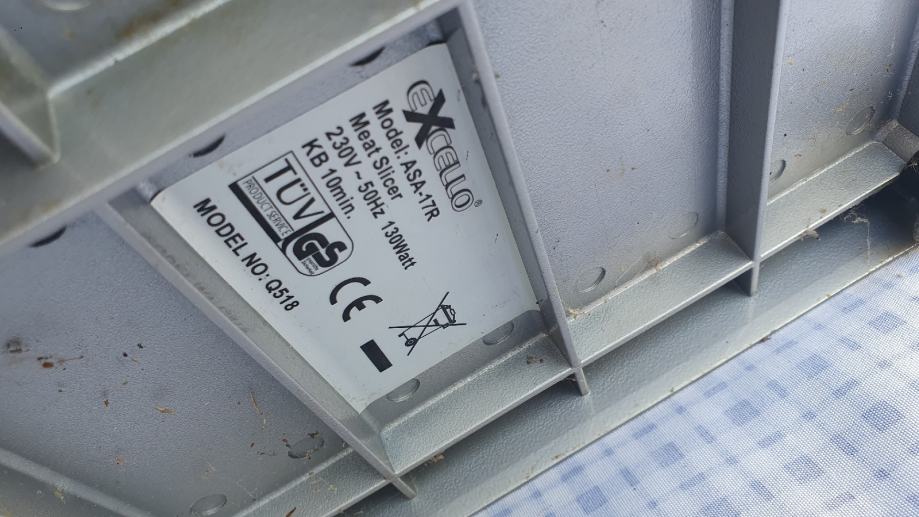 EXCELLO®
Model: ASA-17R
Meat Slicer
230V ~ 50Hz 130Watt
KB 10min.
TÜV
PRODUCT SERVICE
GS
CE
MODEL NO: Q518